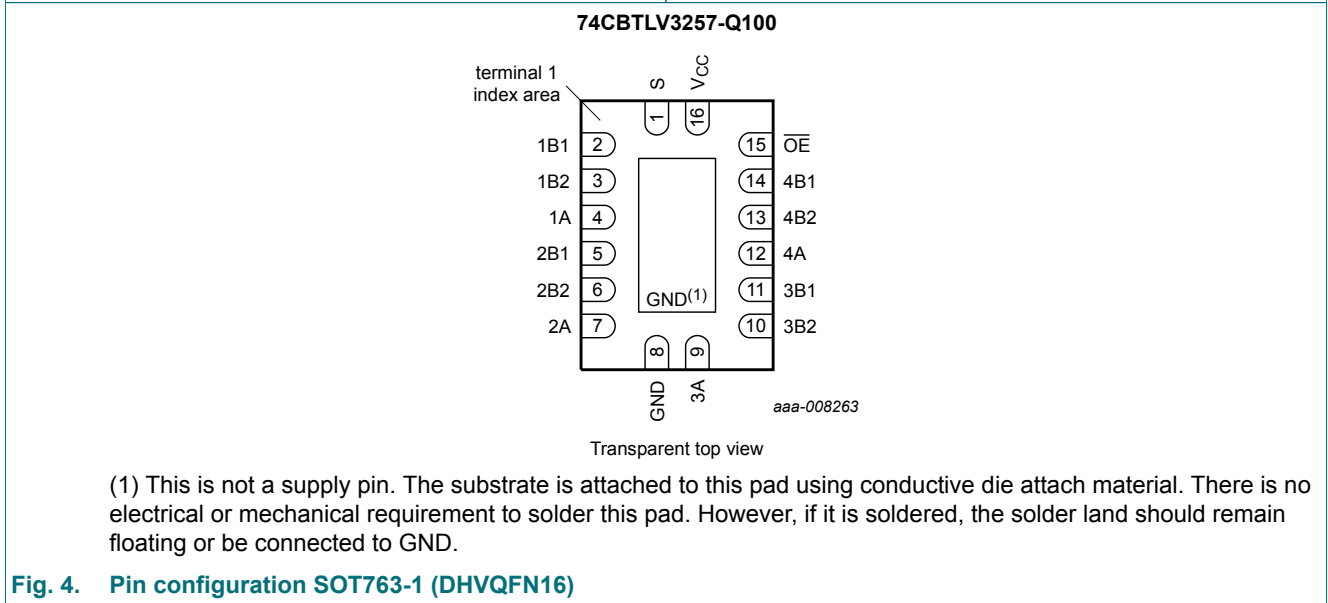 74CBTLV3257-Q100
terminal 1
index area
S
VCC
1
16
1B1 2
15 OE
1B2 3
14 4B1
1A 4
13 4B2
2B1 5
12 4A
2B2 6
11 3B1
GND(1)
2A 7
10 3B2
8
9
GND
3A
aaa-008263
Transparent top view
(1) This is not a supply pin. The substrate is attached to this pad using conductive die attach material. There is no
electrical or mechanical requirement to solder this pad. However, if it is soldered, the solder land should remain
floating or be connected to GND.
Fig. 4. Pin configuration SOT763-1 (DHVQFN16)